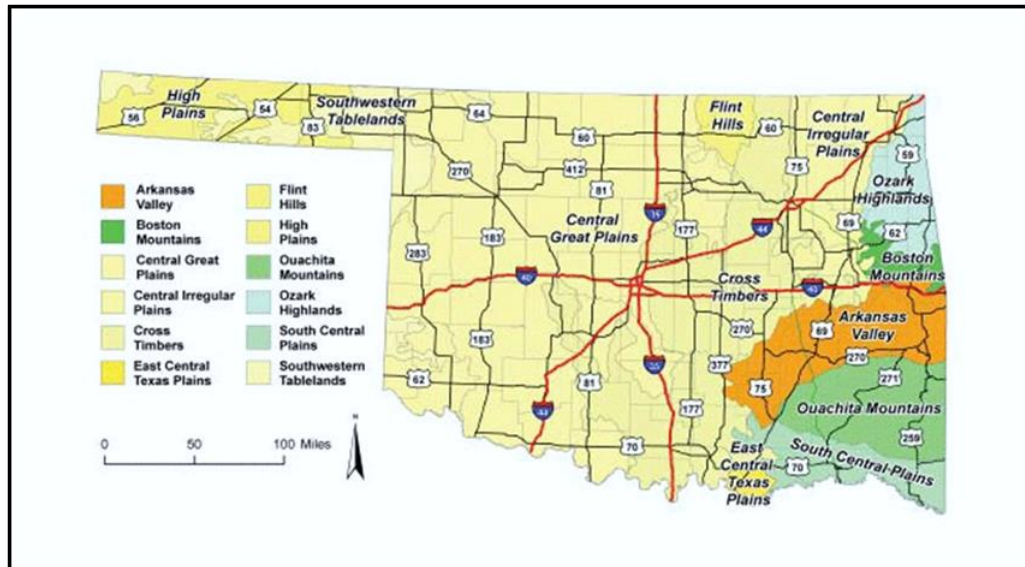 High
Plains
Southwestern
Tablelands
Flint
Hills
Central
Irregular
Plains
56
54
83
64
60
60
412
270
81
75
59
Ozark
Highlands
Central
Great Plains
35
177
44
69
62
283
183
Boston
Mountains
40
Cross
Timbers
40
Arkansas
Valley
183
270
69
270
62
81
35
377
75
271
177
Ouachita Mountains
259
70
East
Central
Texas
Plains
70
South Central Plains
Arkansas
Valley
Boston
Mountains
Central Great
Plains
Central Irregular
Plains
Cross
Timbers
East Central
Texas Plains
Flint
Hills
High
Plains
Ouachita
Mountains
Ozark
Highlands
South Central
Plains
Southwestern
Tablelands
0 50 100 Miles
N